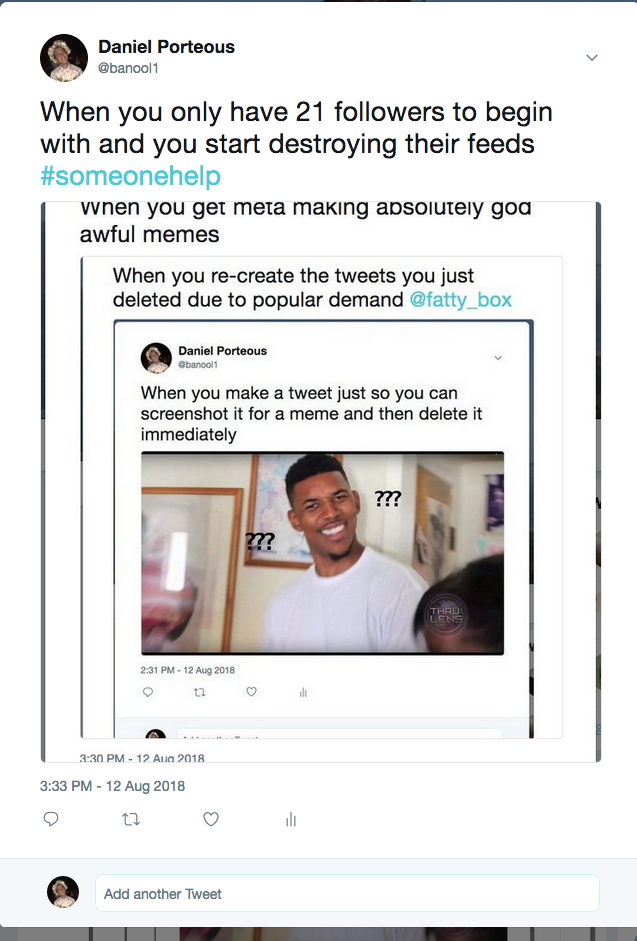 Daniel Porteous
@banool1
When you only have 21 followers to begin
with and you start destroying their feeds
#someonehelp
When you get meta making absolutely god
awful memes
When you re-create the tweets you just
deleted due to popular demand @fatty_box
Daniel Porteous
@banool1
When you make a tweet just so you can
screenshot it for a meme and then delete it
immediately
???
???
THRU
LENS
2:31 PM - 12 Aug 2018
3:30 PM - 12 Aug 2018
3:33 PM - 12 Aug 2018
Add another Tweet